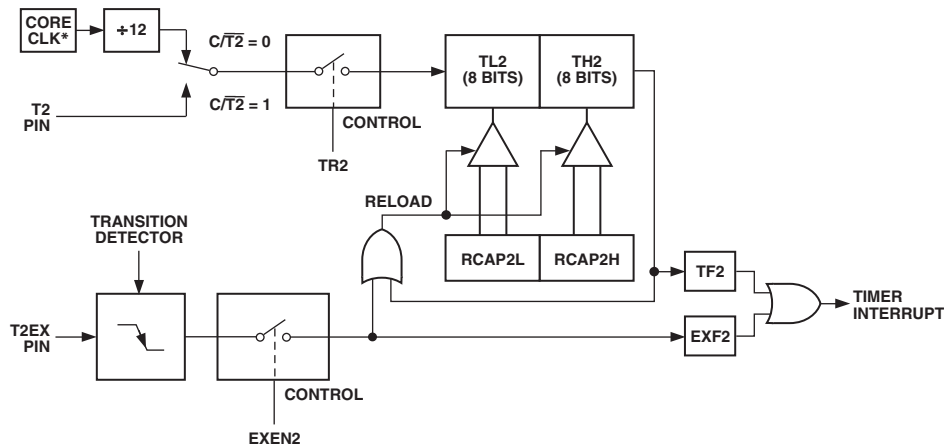 CORE
CLK*
÷12
C/T2̅ = 0
C/T2̅ = 1
T2
PIN
CONTROL
TR2
TL2
(8 BITS)
TH2
(8 BITS)
RELOAD
TRANSITION
DETECTOR
RCAP2L
RCAP2H
TF2
TIMER
INTERRUPT
T2EX
PIN
EXF2
CONTROL
EXEN2